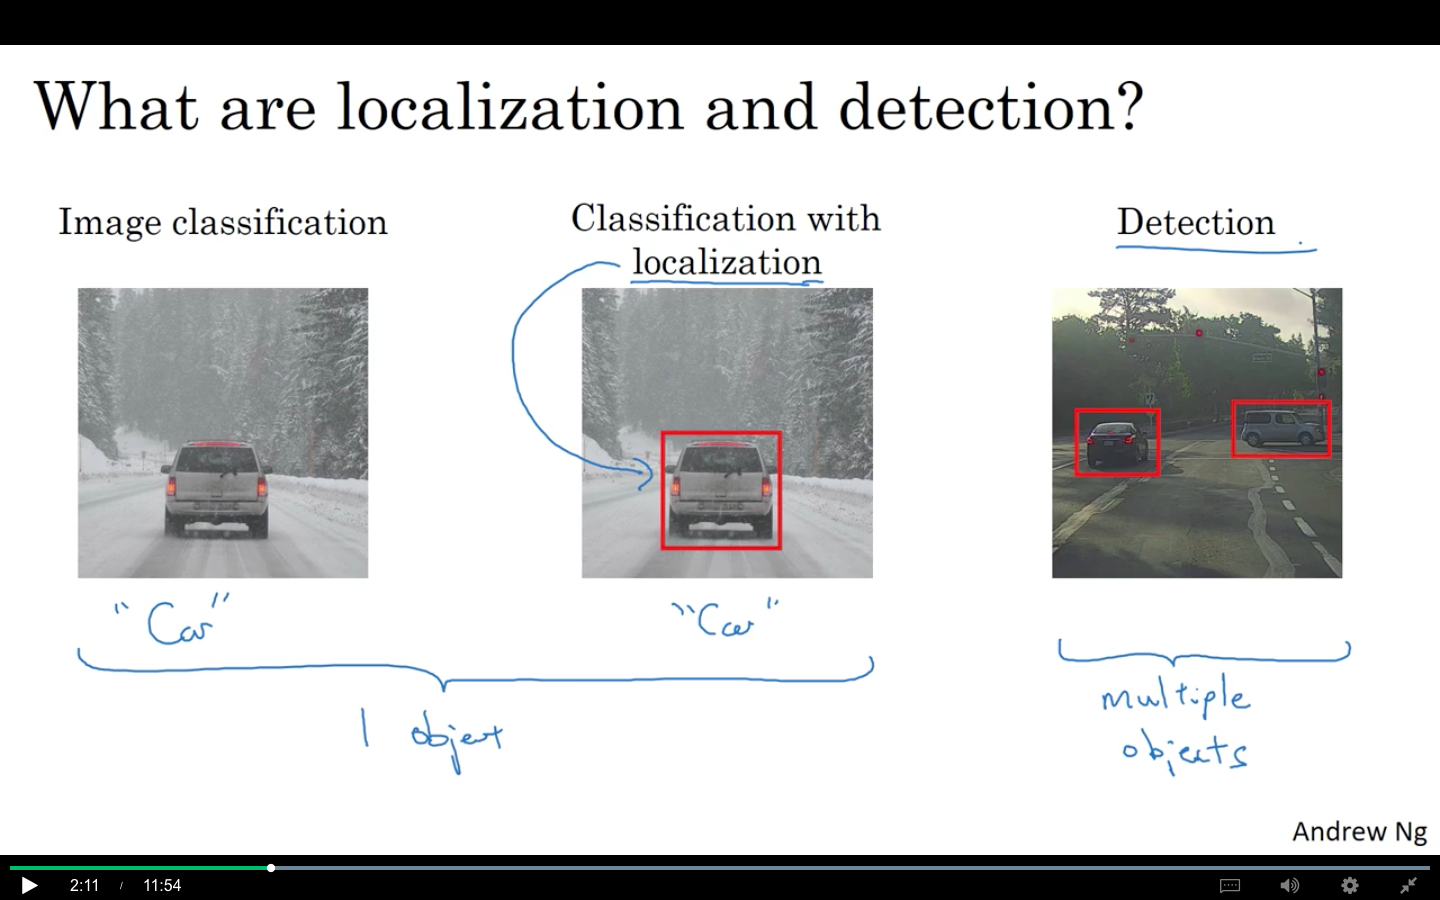 What are localization and detection?
Image classification
Classification with
localization
Detection
"Car"
"Car"
1 object
multiple
objects
Andrew Ng
2:11 / 11:54